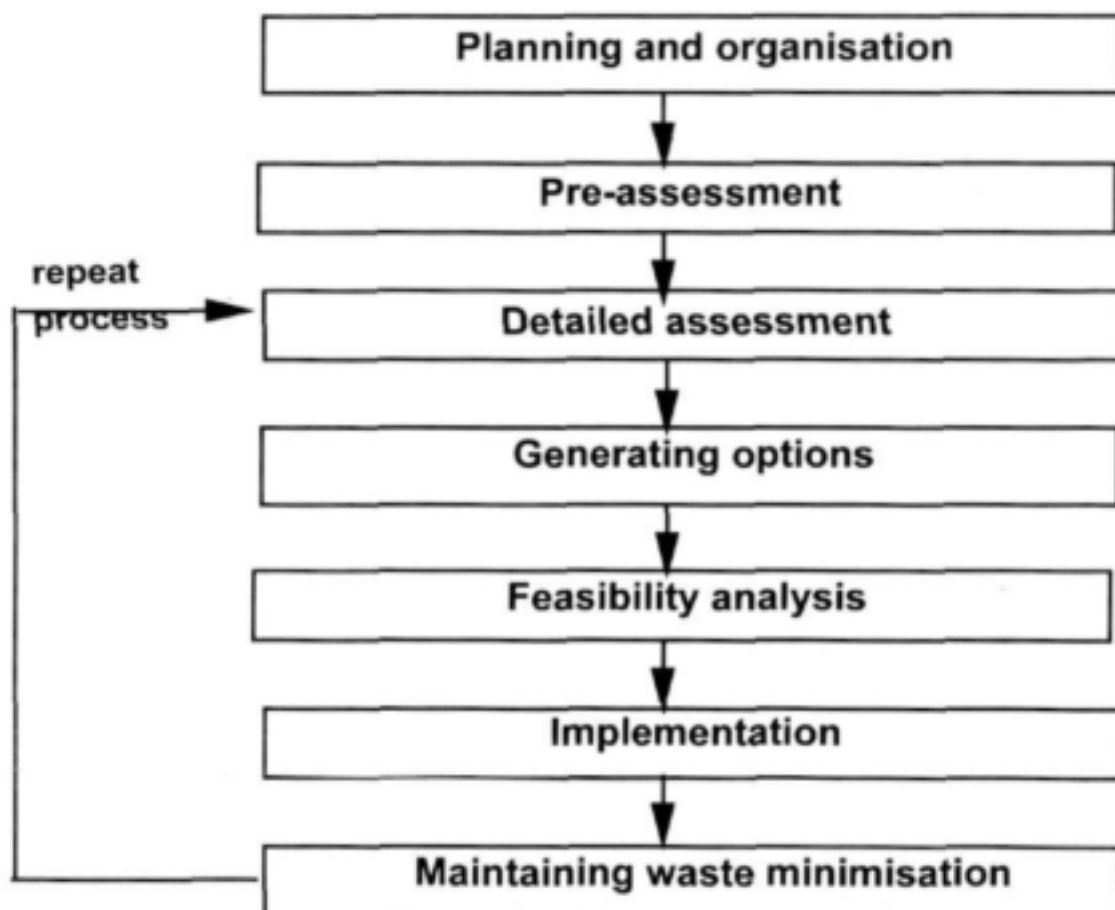 Planning and organisation
Pre-assessment
repeat
process
Detailed assessment
Generating options
Feasibility analysis
Implementation
Maintaining waste minimisation